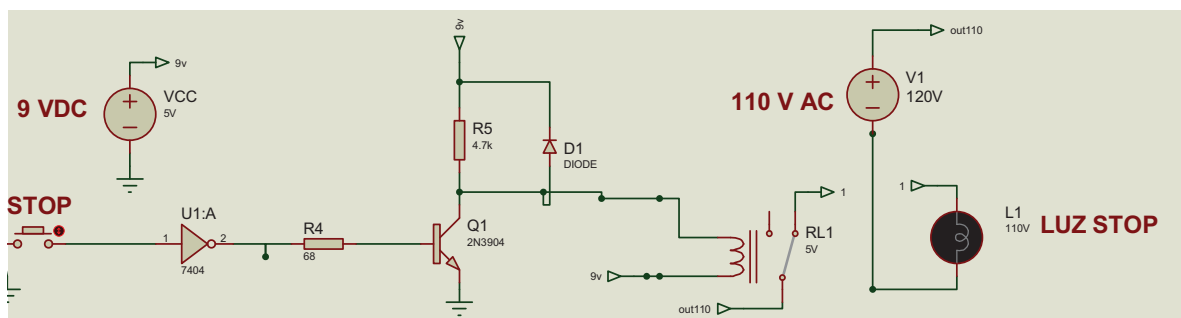 9v
9 VDC
VCC
5V
STOP
1
U1:A
2
7404
R4
68
9v
R5
4.7k
D1
DIODE
Q1
2N3904
9v
out110
RL1
5V
1
out110
110 V AC
V1
120V
1
L1
110V
LUZ STOP